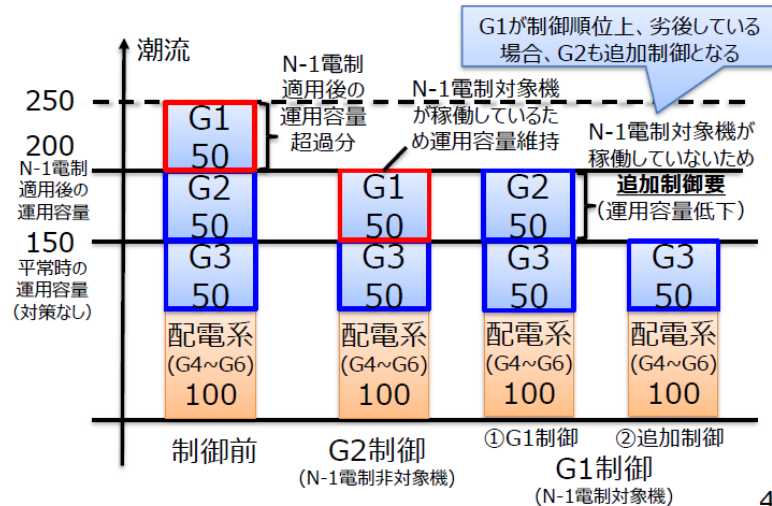 G1が制御順位上、劣後している
場合、G2も追加制御となる
潮流
N-1電制
適用後の
運用容量
超過分
N-1電制対象機
が稼働しているた
め運用容量維持
N-1電制対象機が
稼働していないため
追加制御要
(運用容量低下)
250
200
N-1電制
適用後の
運用容量
150
平常時の
運用容量
(対策なし)
G1
50
G2
50
G3
50
配電系
(G4~G6)
100
G1
50
G3
50
配電系
(G4~G6)
100
G2
50
G3
50
配電系
(G4~G6)
100
G3
50
配電系
(G4~G6)
100
制御前
G2制御
(N-1電制非対象機)
①G1制御
②追加制御
G1制御
(N-1電制対象機)
4